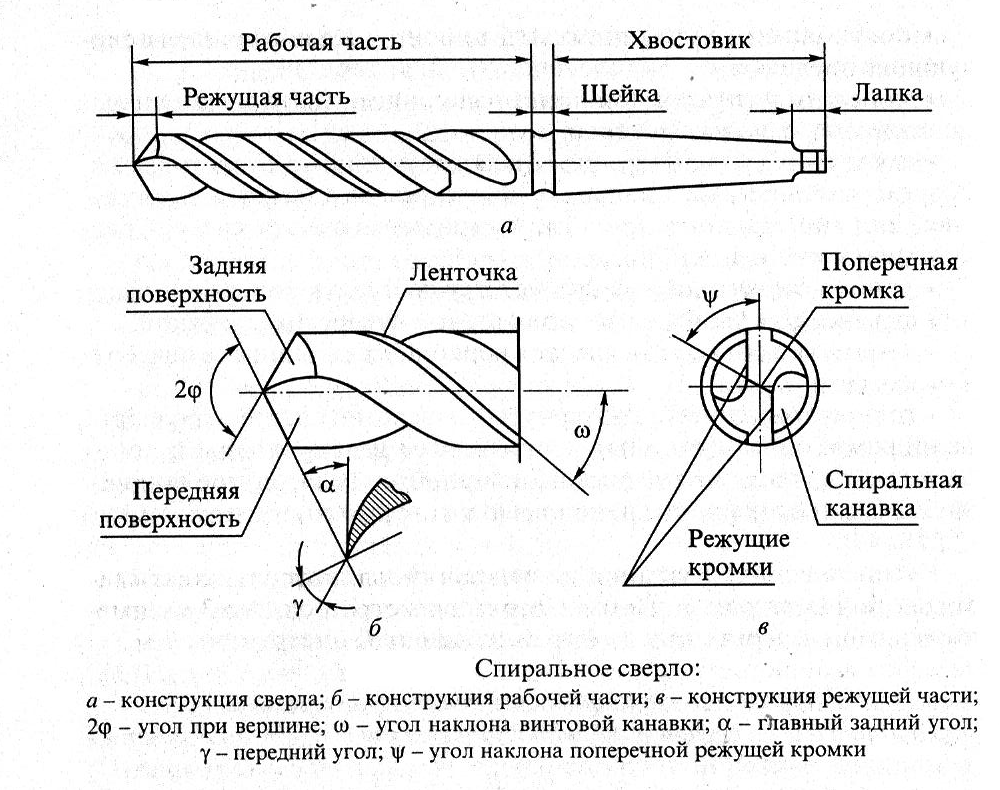 Рабочая часть
Хвостовик
Режущая часть
Шейка
Лапка
а
Задняя
поверхность
Ленточка
Поперечная
кромка
ψ
2φ
ω
α
Передняя
поверхность
Спиральная
канавка
Режущие
кромки
γ
б
в
Спиральное сверло:
а – конструкция сверла; б – конструкция рабочей части; в – конструкция режущей части;
2φ – угол при вершине; ω – угол наклона винтовой канавки; α – главный задний угол;
γ – передний угол; ψ – угол наклона поперечной режущей кромки